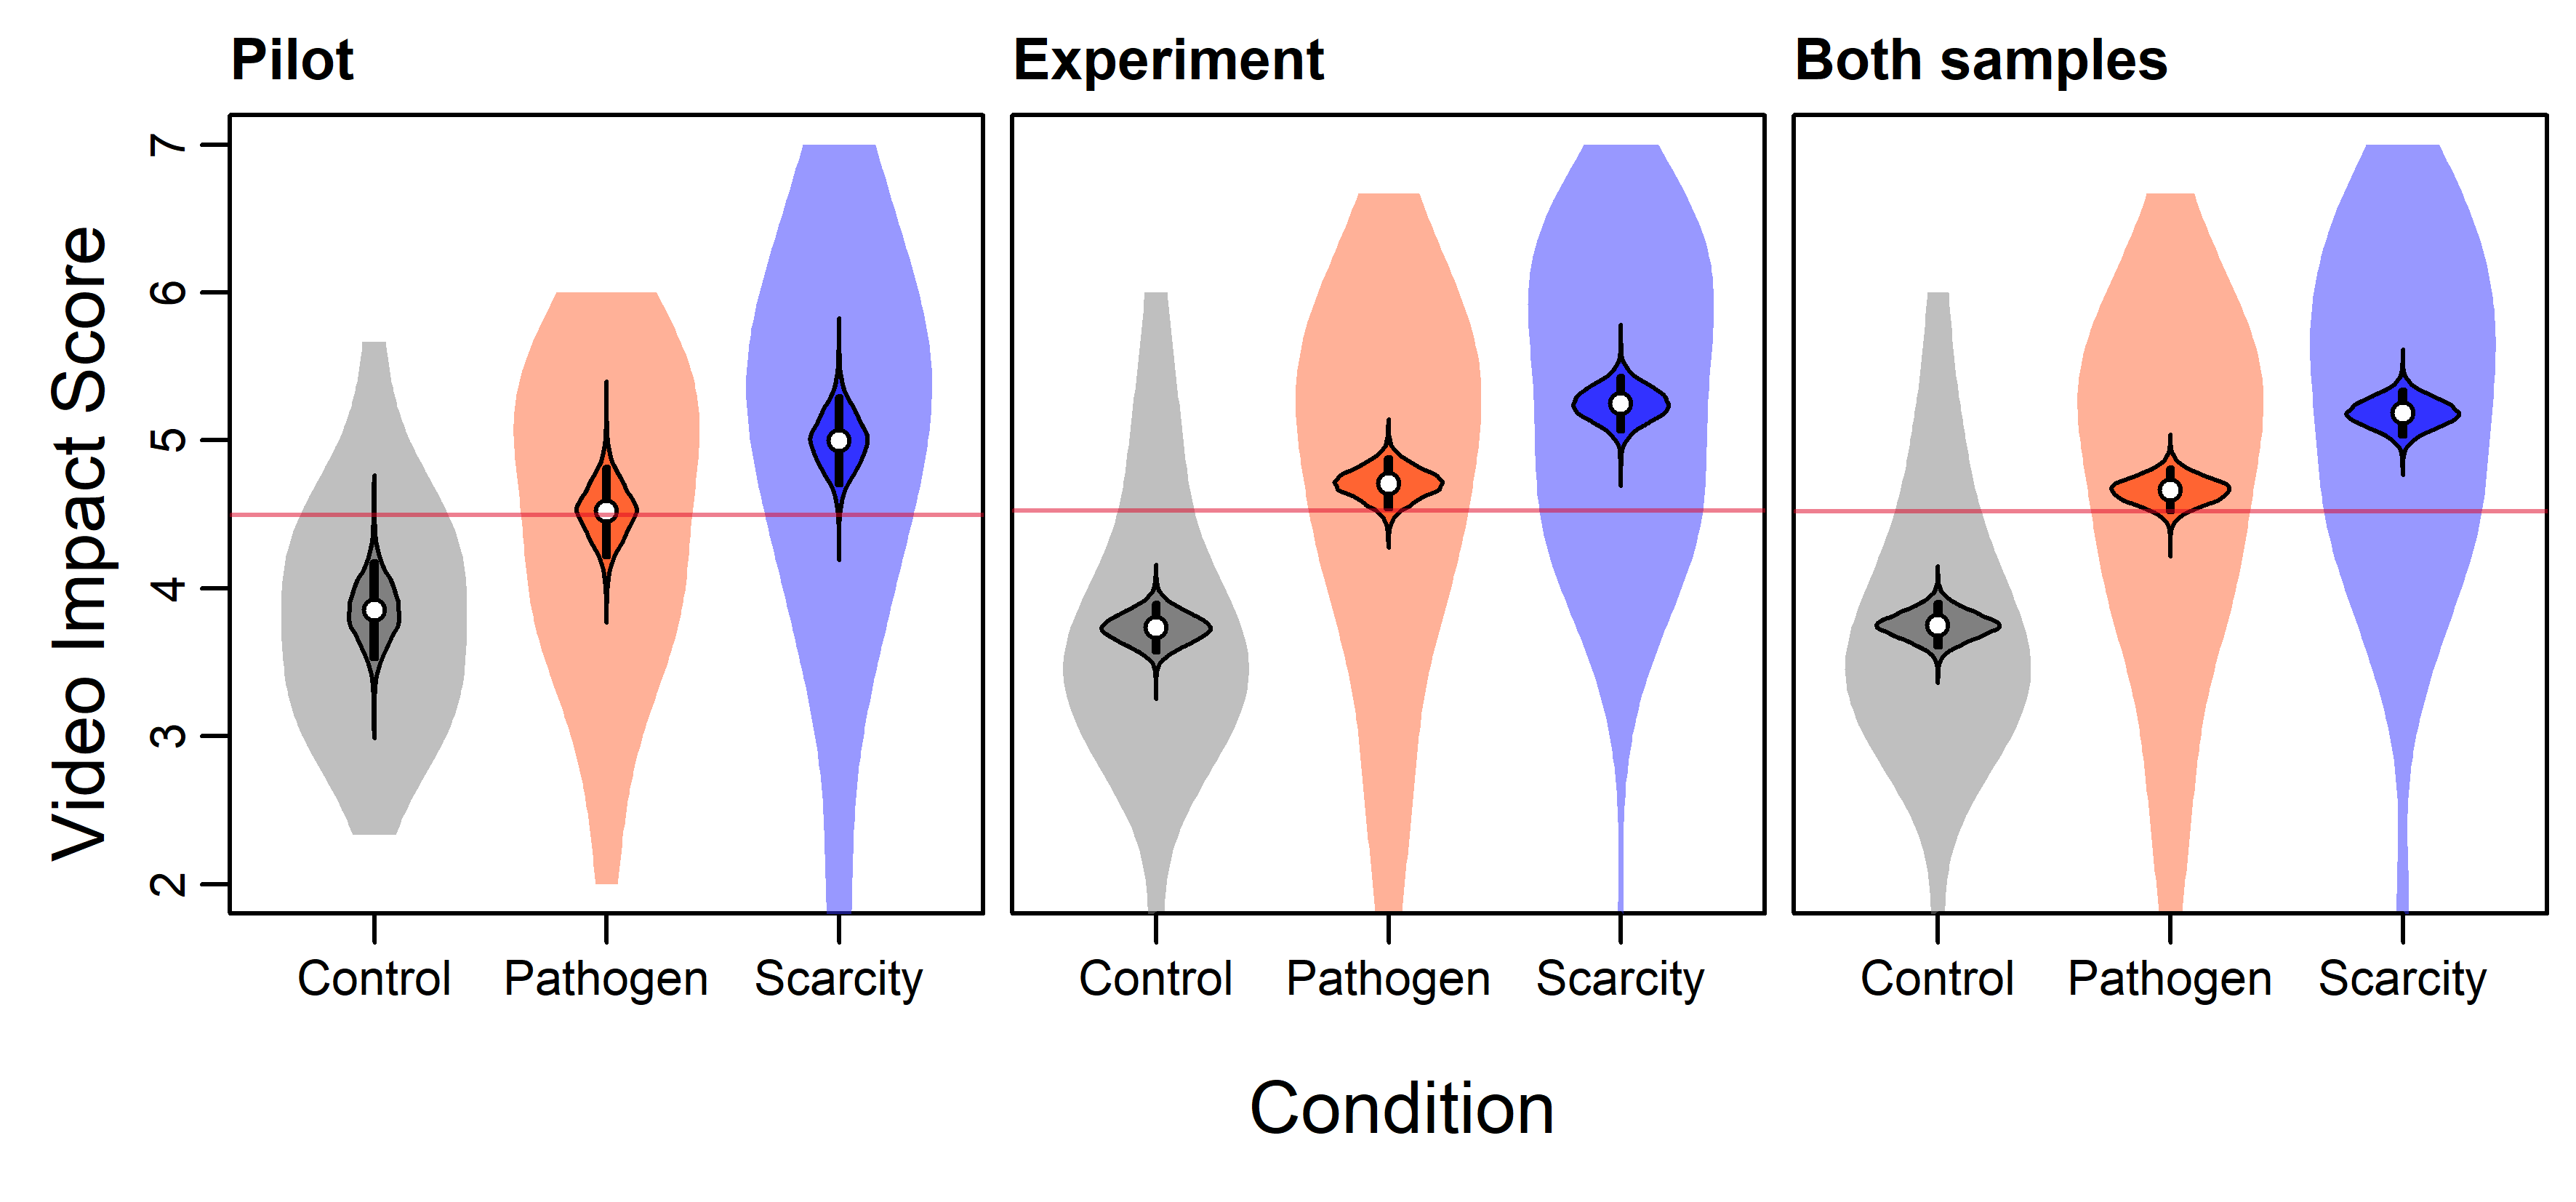 Pilot
Experiment
Both samples
Video Impact Score
7
6
5
4
3
2
Control Pathogen Scarcity
Control Pathogen Scarcity
Control Pathogen Scarcity
Condition